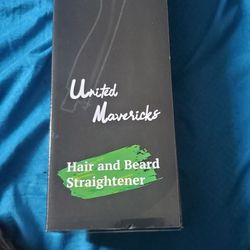 United
Mavericks
Hair and Beard
Straightener